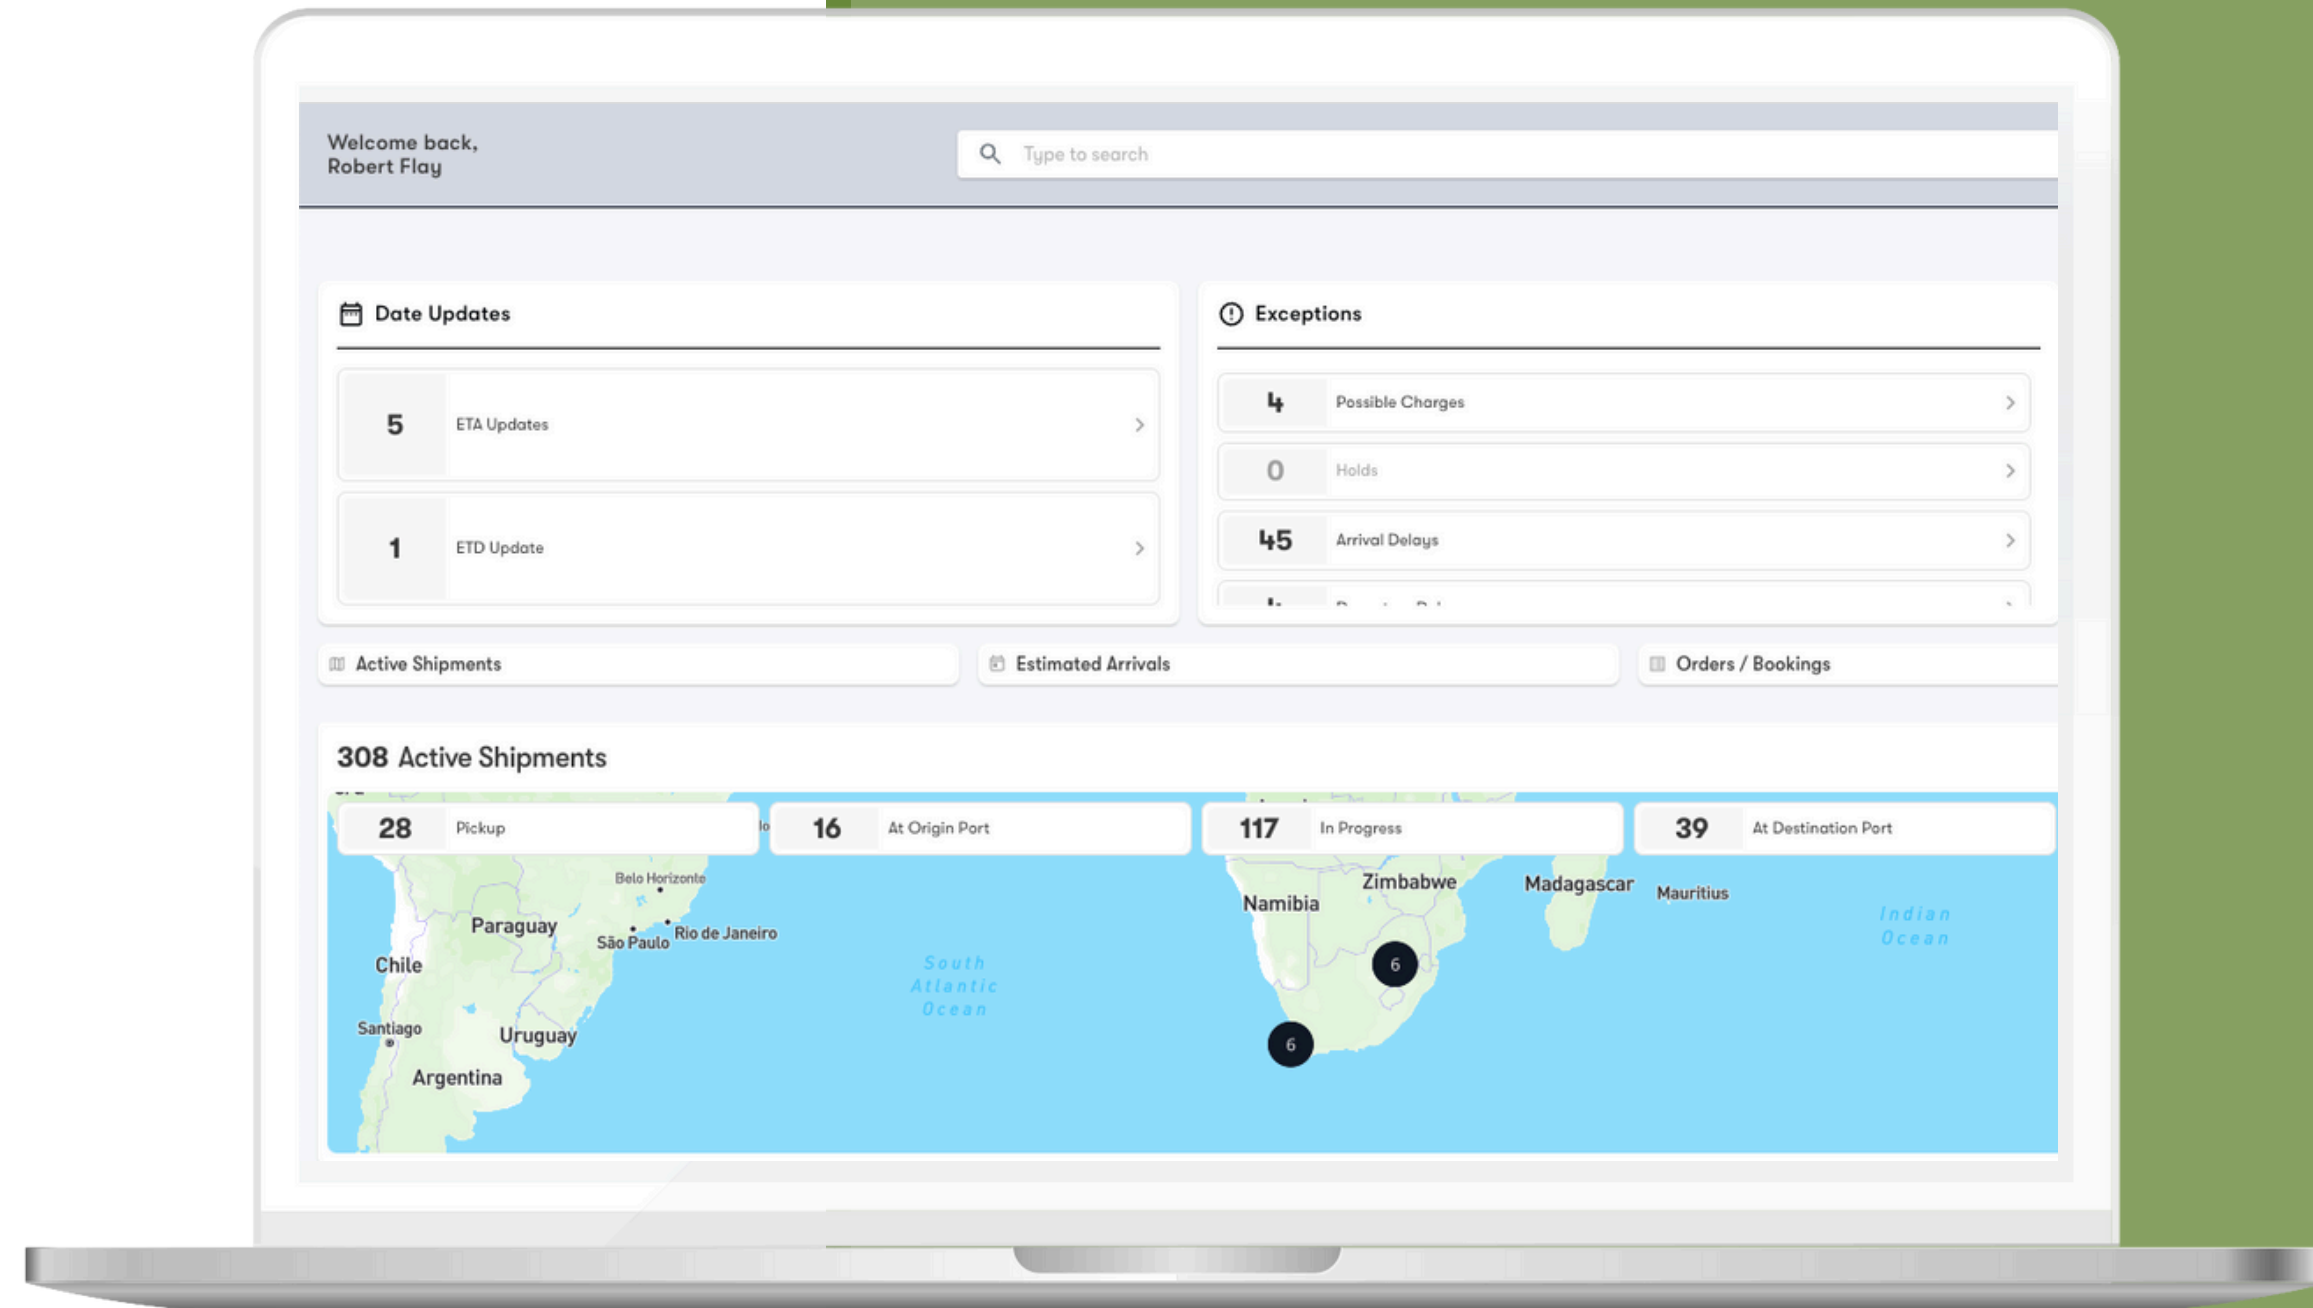 Welcome back,
Robert Flay
Type to search
Date Updates
5 ETA Updates
1 ETD Update
Exceptions
4 Possible Charges
0 Holds
45 Arrival Delays
Active Shipments
Estimated Arrivals
Orders / Bookings
308 Active Shipments
28 Pickup
16 At Origin Port
117 In Progress
39 At Destination Port
Belo Horizonte
Paraguay
São Paulo
Rio de Janeiro
Chile
Santiago
Uruguay
Argentina
South
Atlantic
Ocean
Namibia
Zimbabwe
Madagascar
Mauritius
Indian
Ocean
6
6